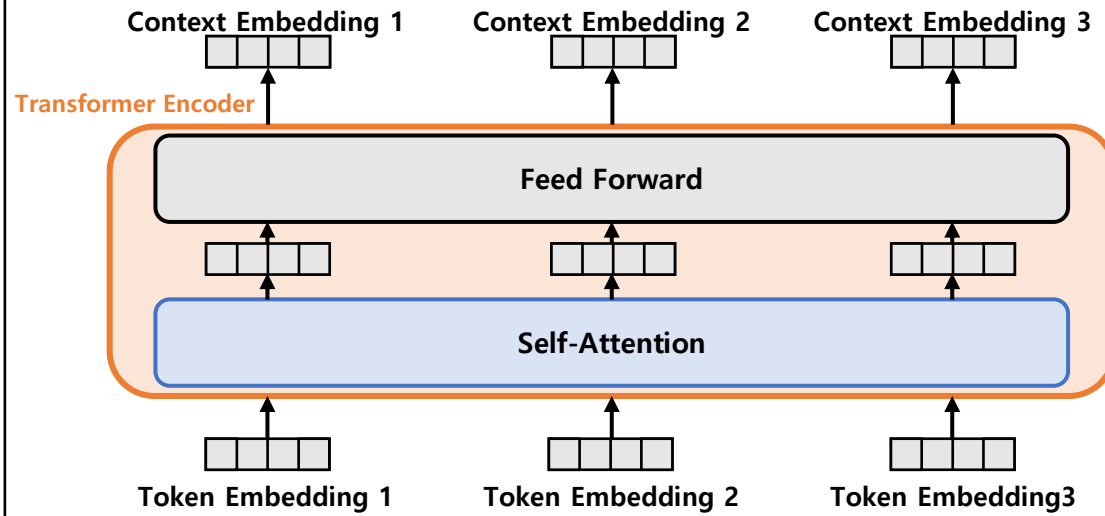 Context Embedding 1
Context Embedding 2
Context Embedding 3
Transformer Encoder
Feed Forward
Self-Attention
Token Embedding 1
Token Embedding 2
Token Embedding3